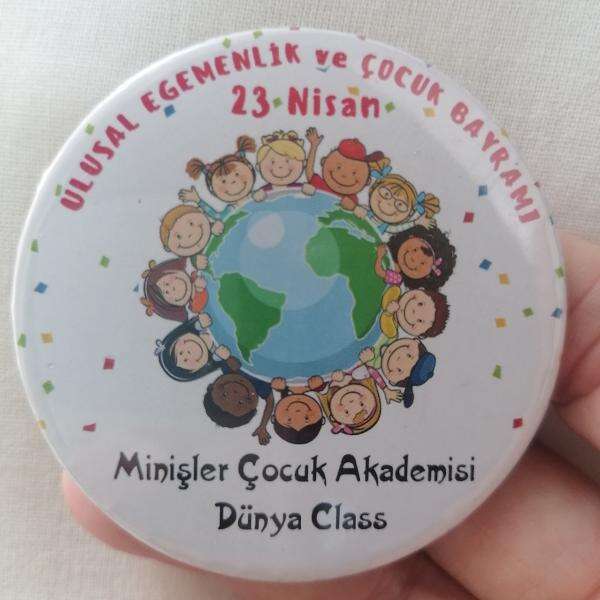 ULUSAL EGEMENLİK ve ÇOCUK BAYRAMI
23 Nisan
Minişler Çocuk Akademisi
Dünya Class